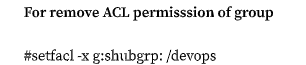 For remove ACL permisssion of group
#setfacl -x g:shubgrp: /devops